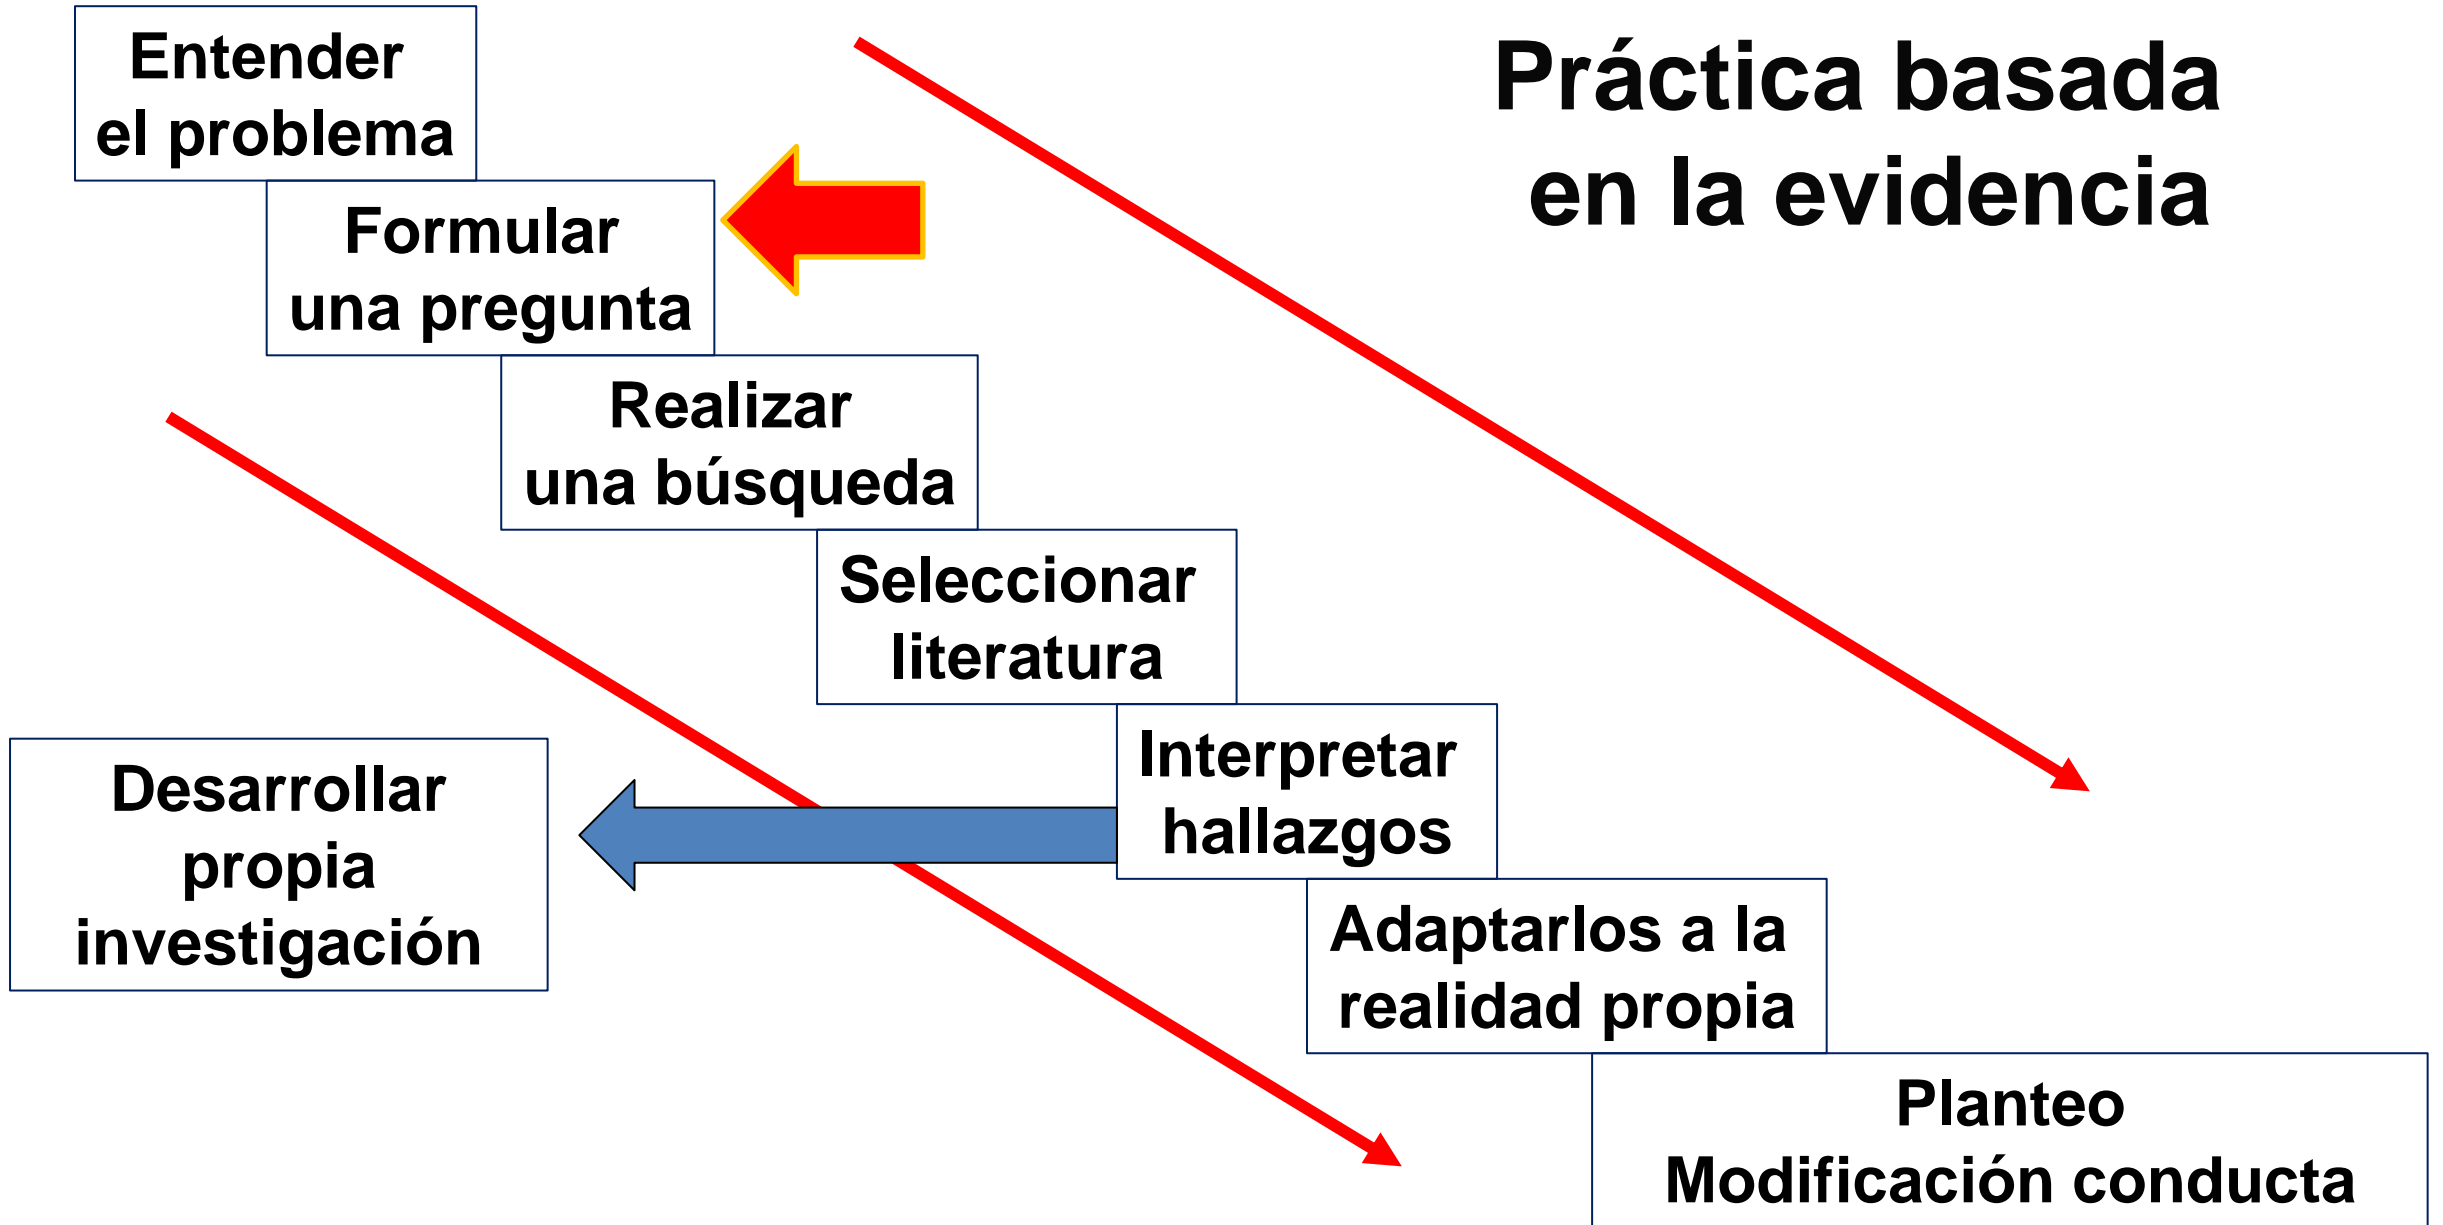 Práctica basada
en la evidencia
Entender
el problema
Formular
una pregunta
Realizar
una búsqueda
Seleccionar
literatura
Interpretar
hallazgos
Desarrollar
propia
investigación
Adaptarlos a la
realidad propia
Planteo
Modificación conducta